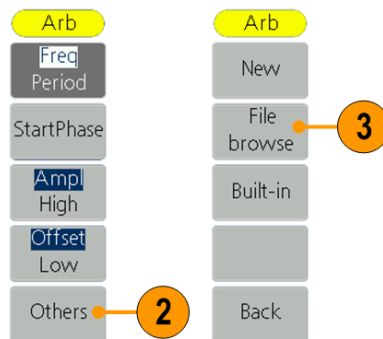 Arb
Freq
Period
StartPhase
Ampl
High
Offset
Low
Others
2
Arb
New
File
browse
3
Built-in
Back